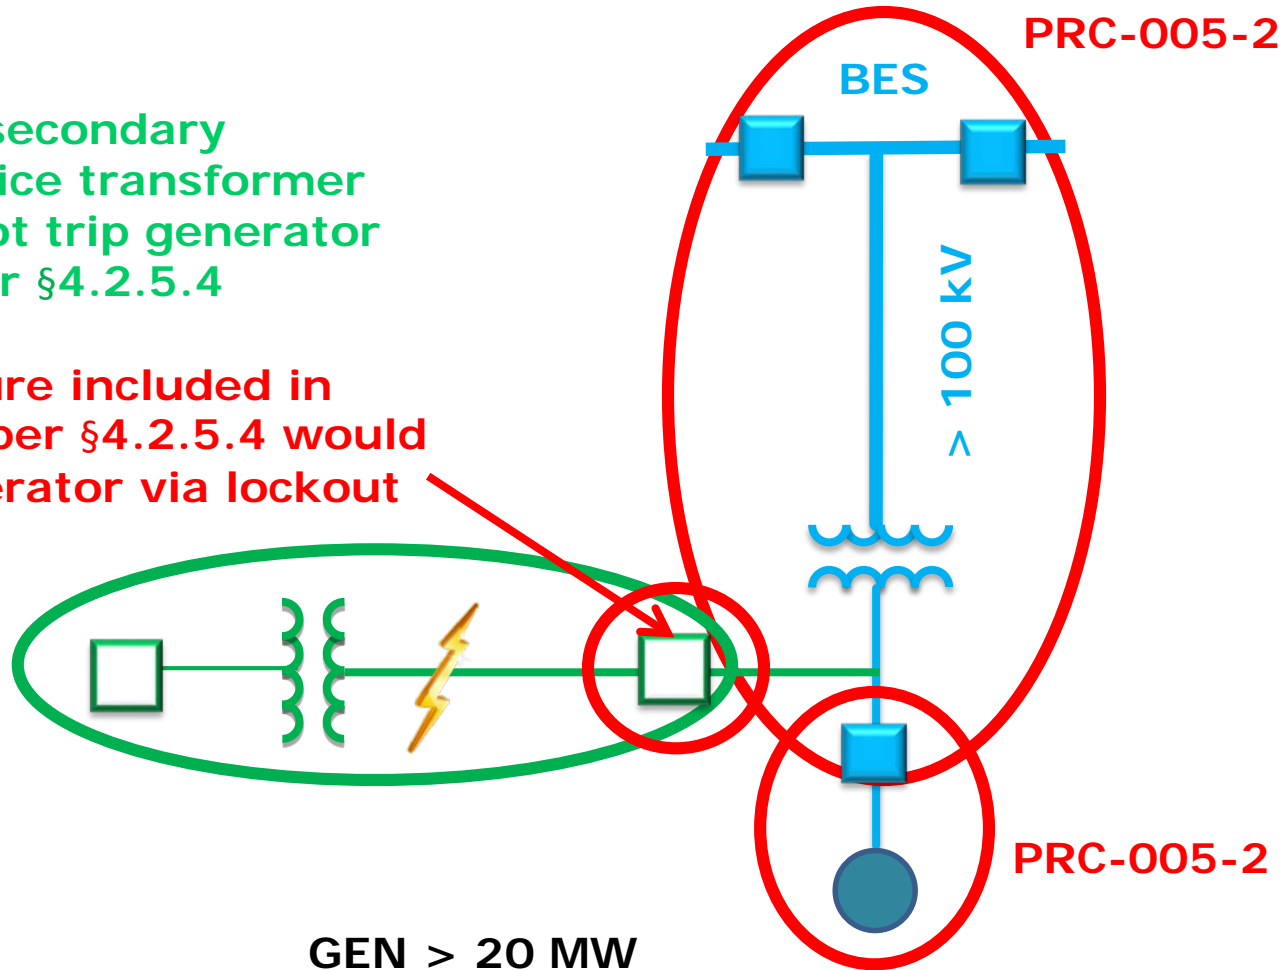 PRC-005-2
BES
secondary
ice transformer
ot trip generator
r §4.2.5.4
> 100 kV
ure included in
per §4.2.5.4 would
erator via lockout
PRC-005-2
GEN > 20 MW